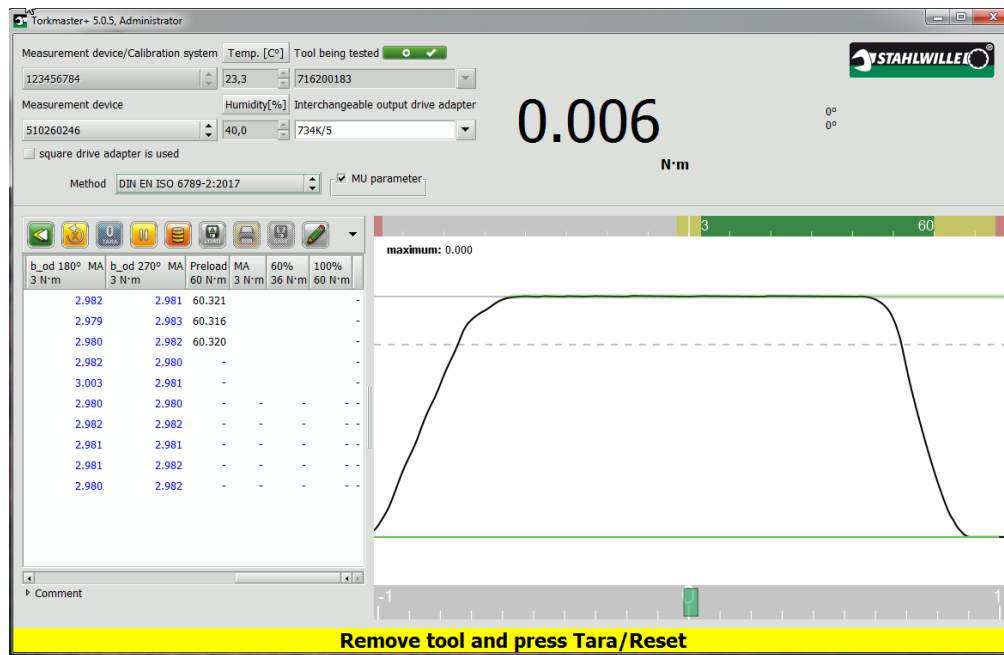 Torkmaster+ 5.0.5, Administrator
Measurement device/Calibration system Temp. [C°] Tool being tested
123456784 23,3 716200183
STAHLWILLE
Measurement device Humidity[%] Interchangeable output drive adapter
510260246 40,0 734K/5
0.006
N·m
0°
0°
square drive adapter is used
Method DIN EN ISO 6789-2:2017 MU parameter
0
TARA
LOAD
3 60
maximum: 0.000
b_od 180° MA b_od 270° MA Preload MA 60% 100%
3 N·m 3 N·m 60 N·m 3 N·m 36 N·m 60 N·m
2.982 2.981 60.321 -
2.979 2.983 60.316 -
2.980 2.982 60.320 -
2.982 2.980 - -
3.003 2.981 - -
2.980 2.980 - - - - -
2.982 2.982 - - - - -
2.981 2.981 - - - - -
2.981 2.982 - - - - -
2.980 2.982 - - - - -
Comment
-1 0 1
Remove tool and press Tara/Reset